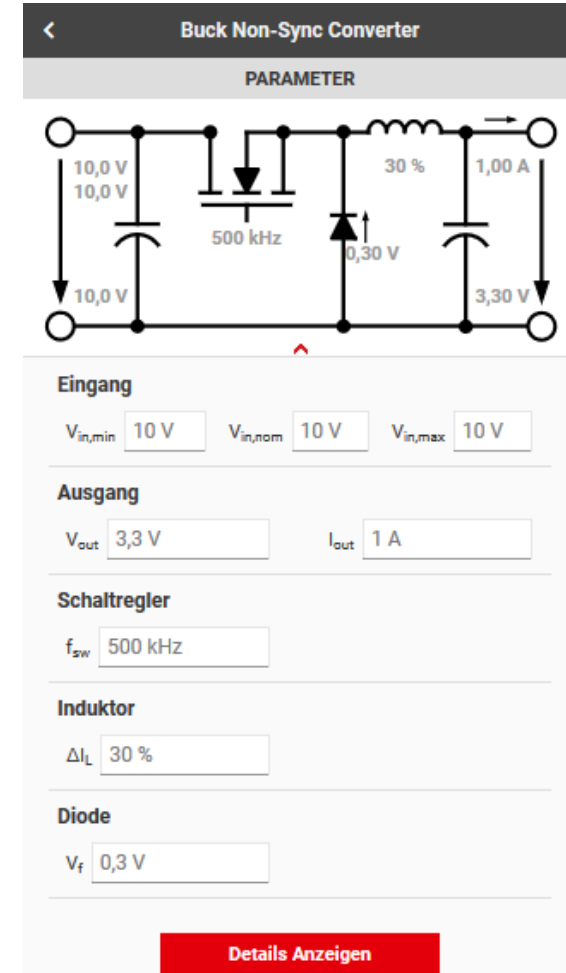 Buck Non-Sync Converter
PARAMETER
10,0 V
10,0 V
30 %
1,00 A
500 kHz
0,30 V
10,0 V
3,30 V
Eingang
Vin,min 10 V Vin,nom 10 V Vin,max 10 V
Ausgang
Vout 3,3 V Iout 1 A
Schaltregler
fsw 500 kHz
Induktor
ΔIL 30 %
Diode
Vf 0,3 V
Details Anzeigen